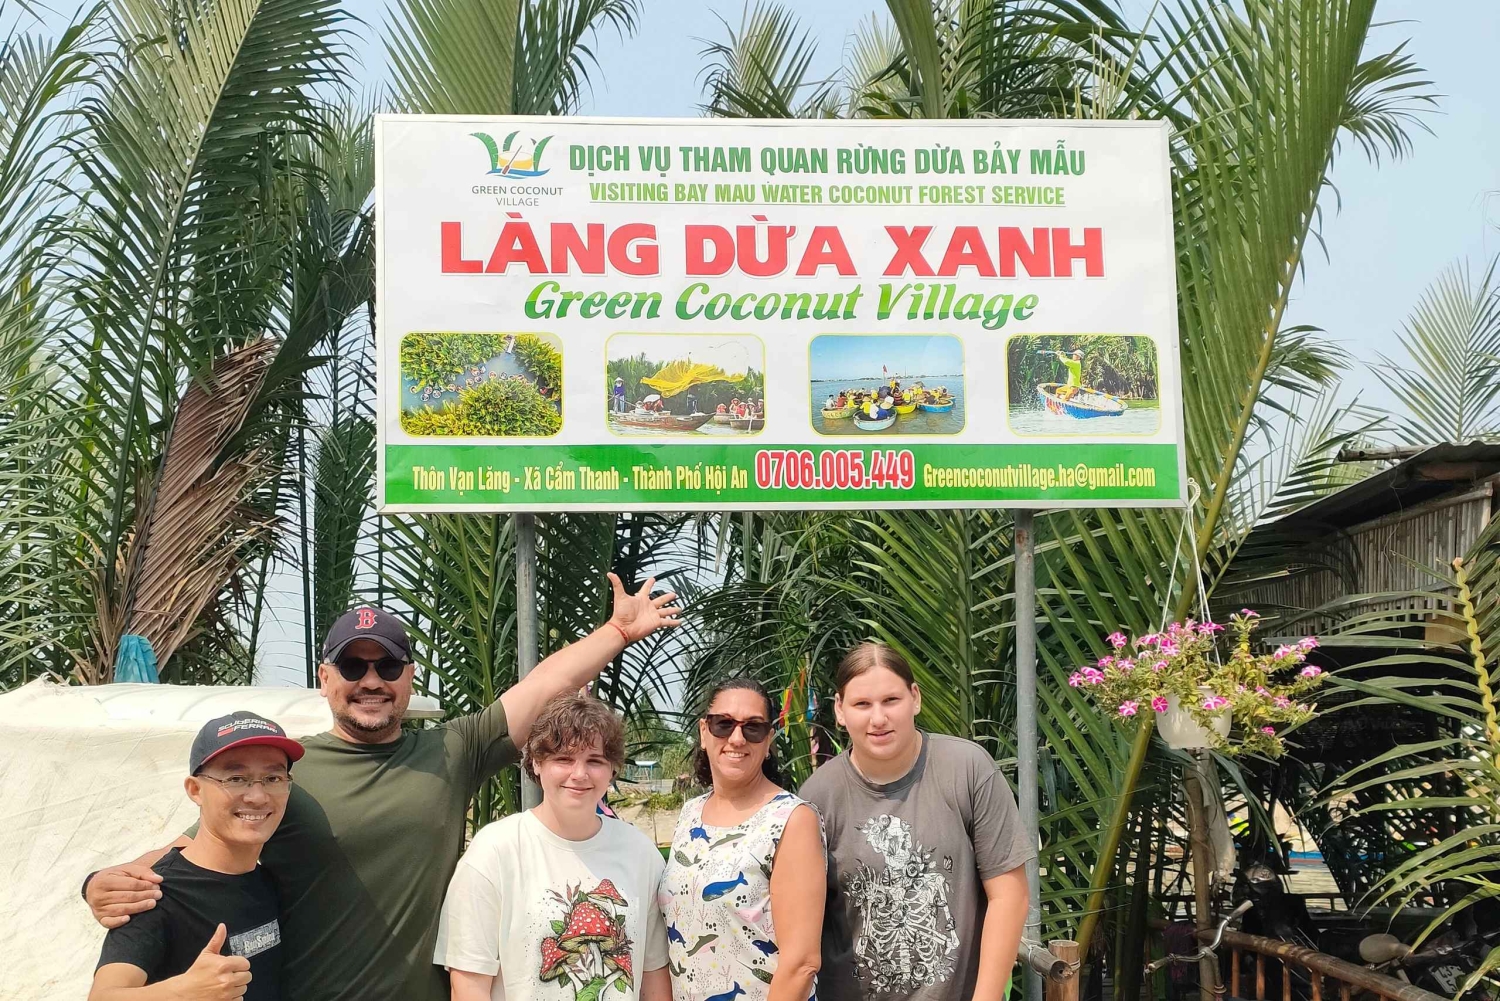 DỊCH VỤ THAM QUAN RỪNG DỪA BẢY MẪU
VISITING BAY MAU WATER COCONUT FOREST SERVICE
GREEN COCONUT
VILLAGE
LÀNG DỪA XANH
Green Coconut Village
Thôn Vạn Lăng - Xã Cẩm Thanh - Thành Phố Hội An 0706.005.449 Greencoconutvillage.ha@gmail.com
B
SCUDERIA
FERRARI